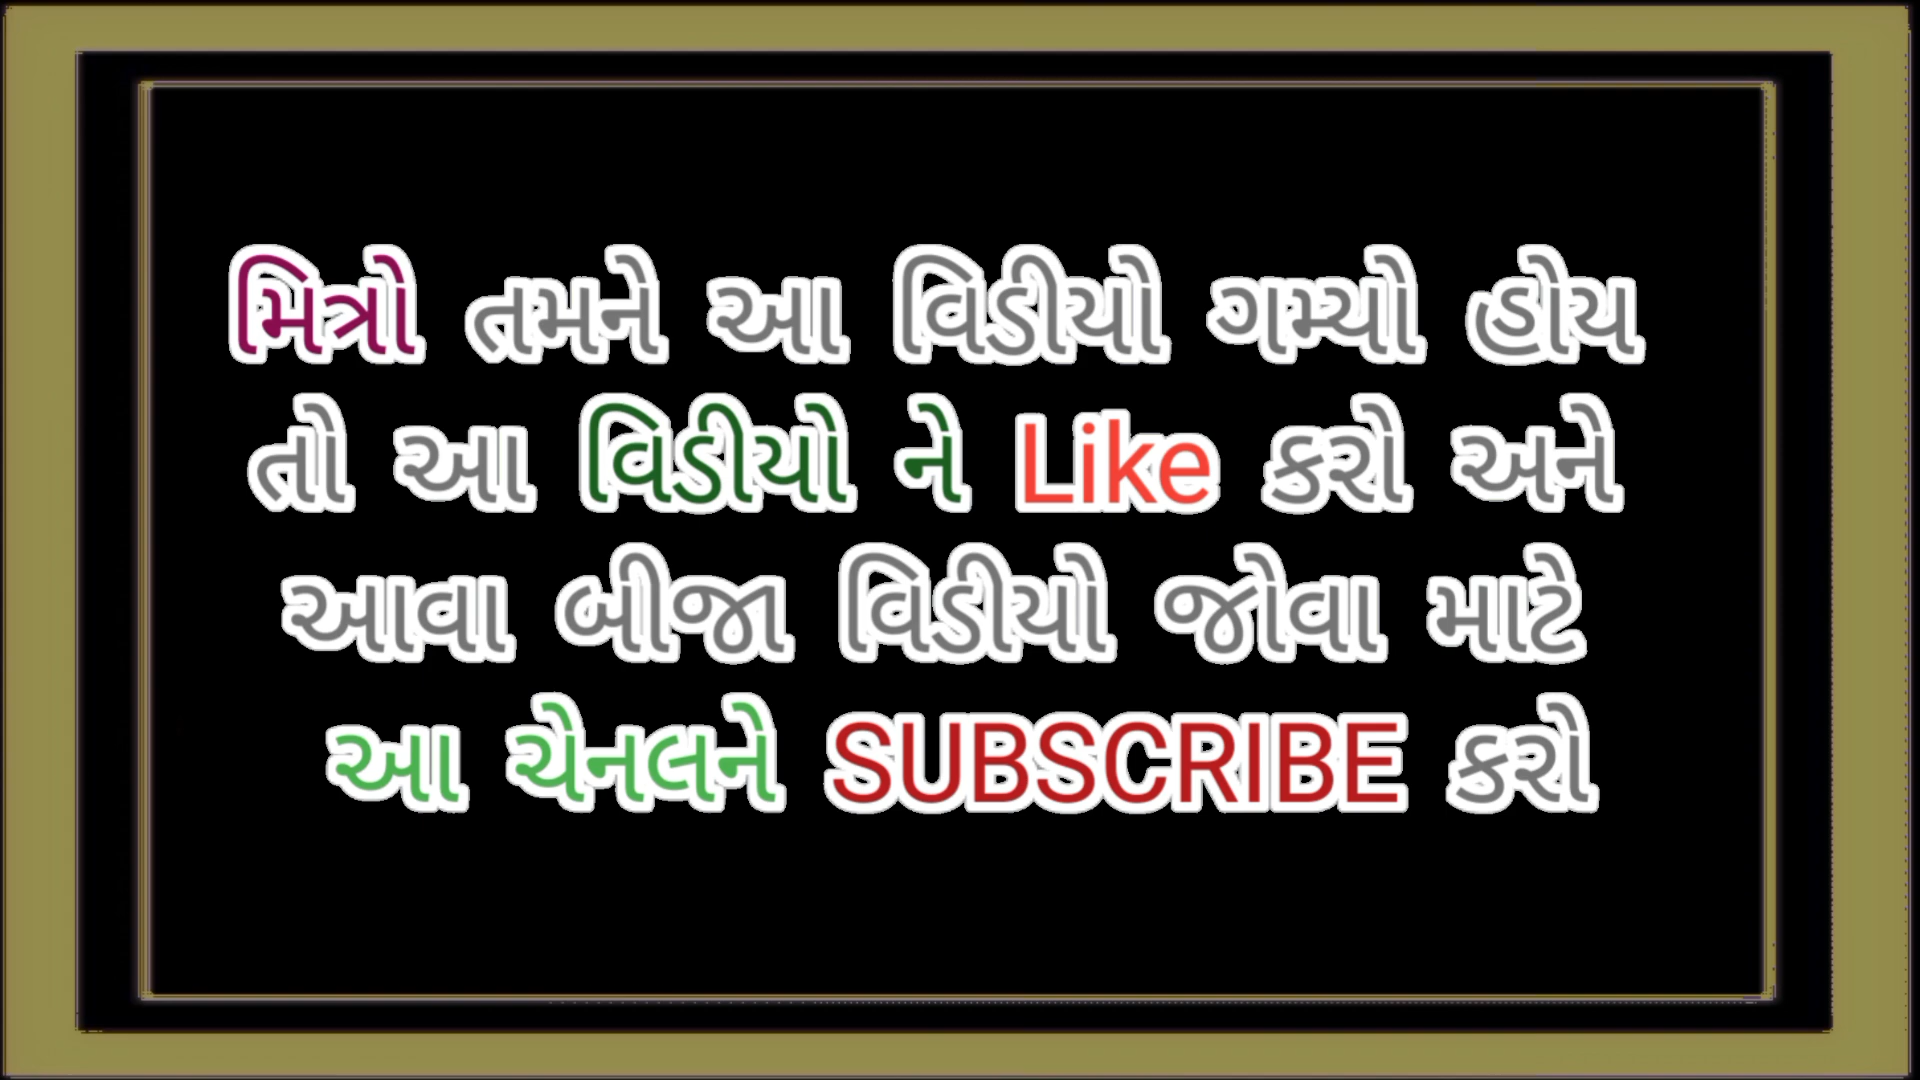 મિત્રો તમને આ વિડીયો ગમ્યો હોય
તો આ વિડીયો ને Like કરો અને
આવા બીજા વિડીયો જોવા માટે
આ ચેનલને SUBSCRIBE કરો